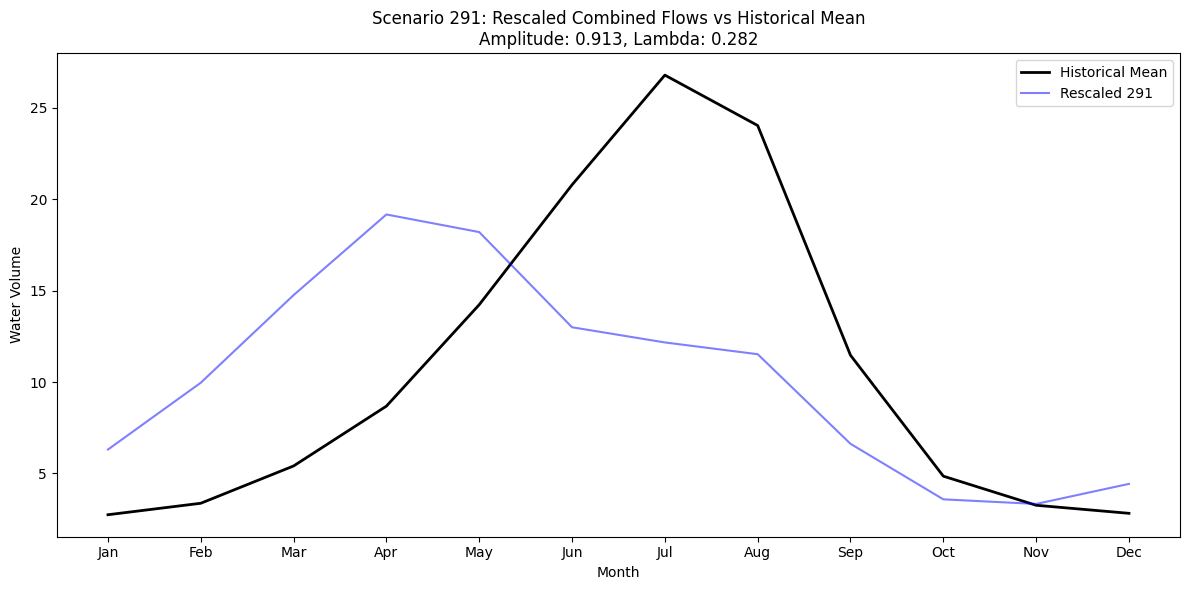 Scenario 291: Rescaled Combined Flows vs Historical Mean
Amplitude: 0.913, Lambda: 0.282
Historical Mean
Rescaled 291
Water Volume
25
20
15
10
5
Jan Feb Mar Apr May Jun Jul Aug Sep Oct Nov Dec
Month